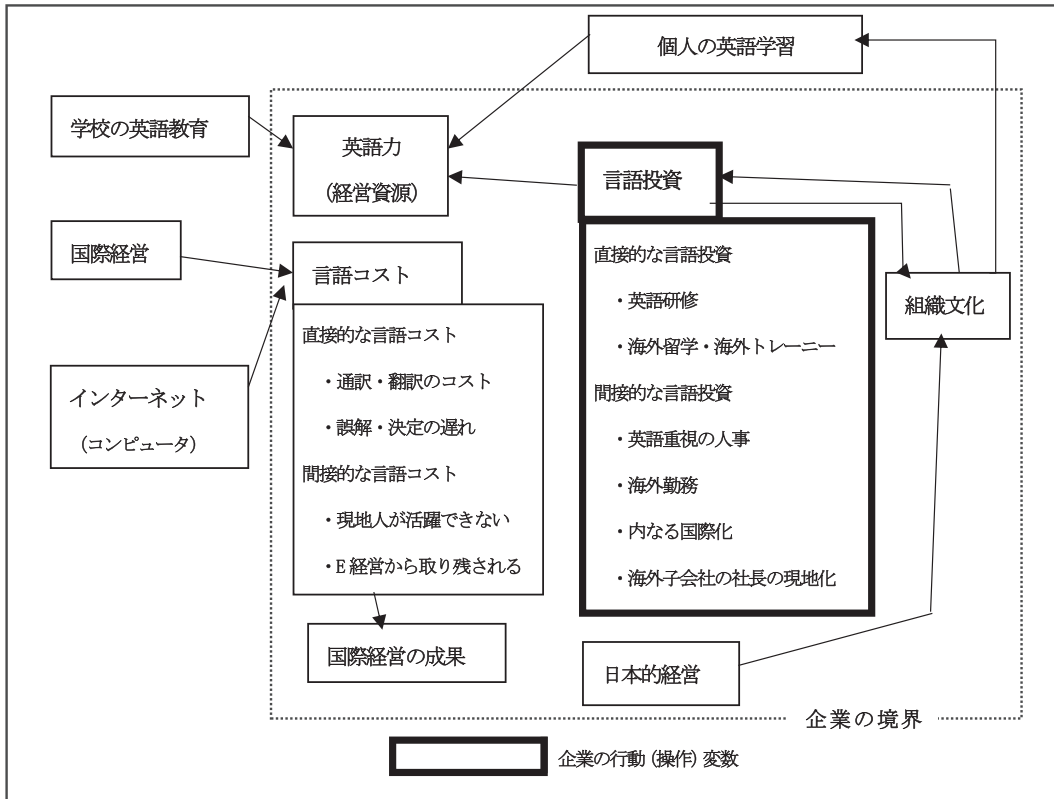 個人の英語学習
学校の英語教育
英語力
（経営資源）
言語投資
国際経営
言語コスト
直接的な言語コスト
・通訳・翻訳のコスト
・誤解・決定の遅れ
間接的な言語コスト
・現地人が活躍できない
・E 経営から取り残される
直接的な言語投資
・英語研修
・海外留学・海外トレーニー
間接的な言語投資
・英語重視の人事
・海外勤務
・内なる国際化
・海外子会社の社長の現地化
組織文化
インターネット
（コンピュータ）
国際経営の成果
日本的経営
企業の境界
企業の行動（操作）変数